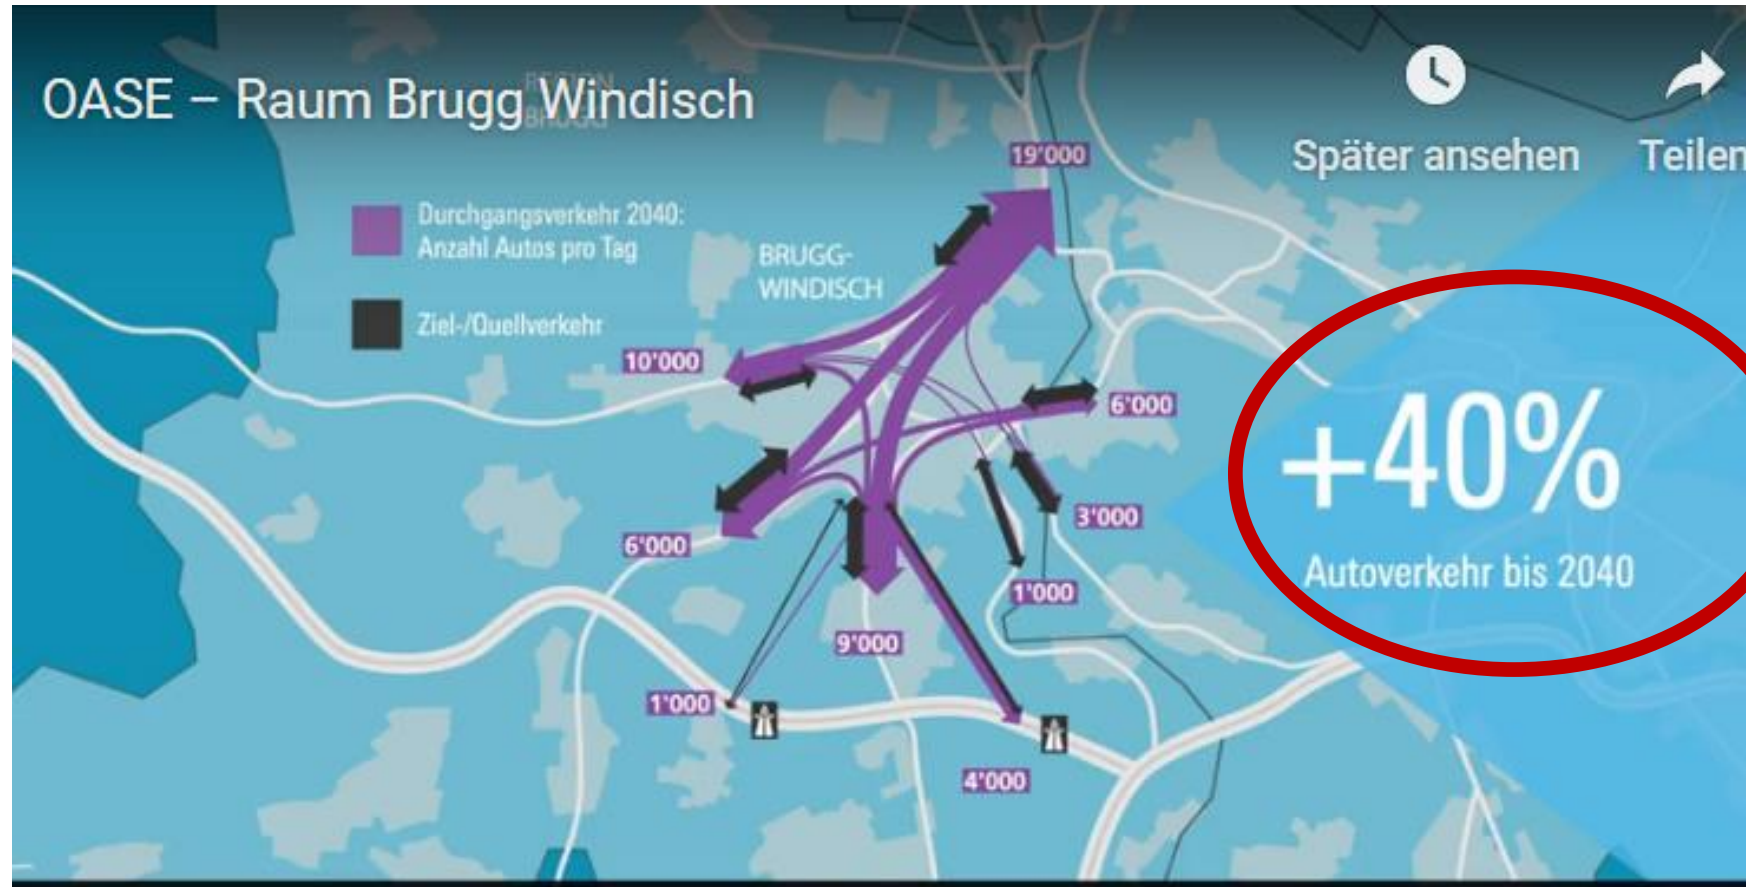 OASE – Raum Brugg Windisch
Später ansehen
Teilen
REGION
BRUGG
19'000
Durchgangsverkehr 2040:
Anzahl Autos pro Tag
BRUGG-
WINDISCH
Ziel-/Quellverkehr
10'000
6'000
+40%
Autoverkehr bis 2040
3'000
6'000
1'000
9'000
1'000
4'000